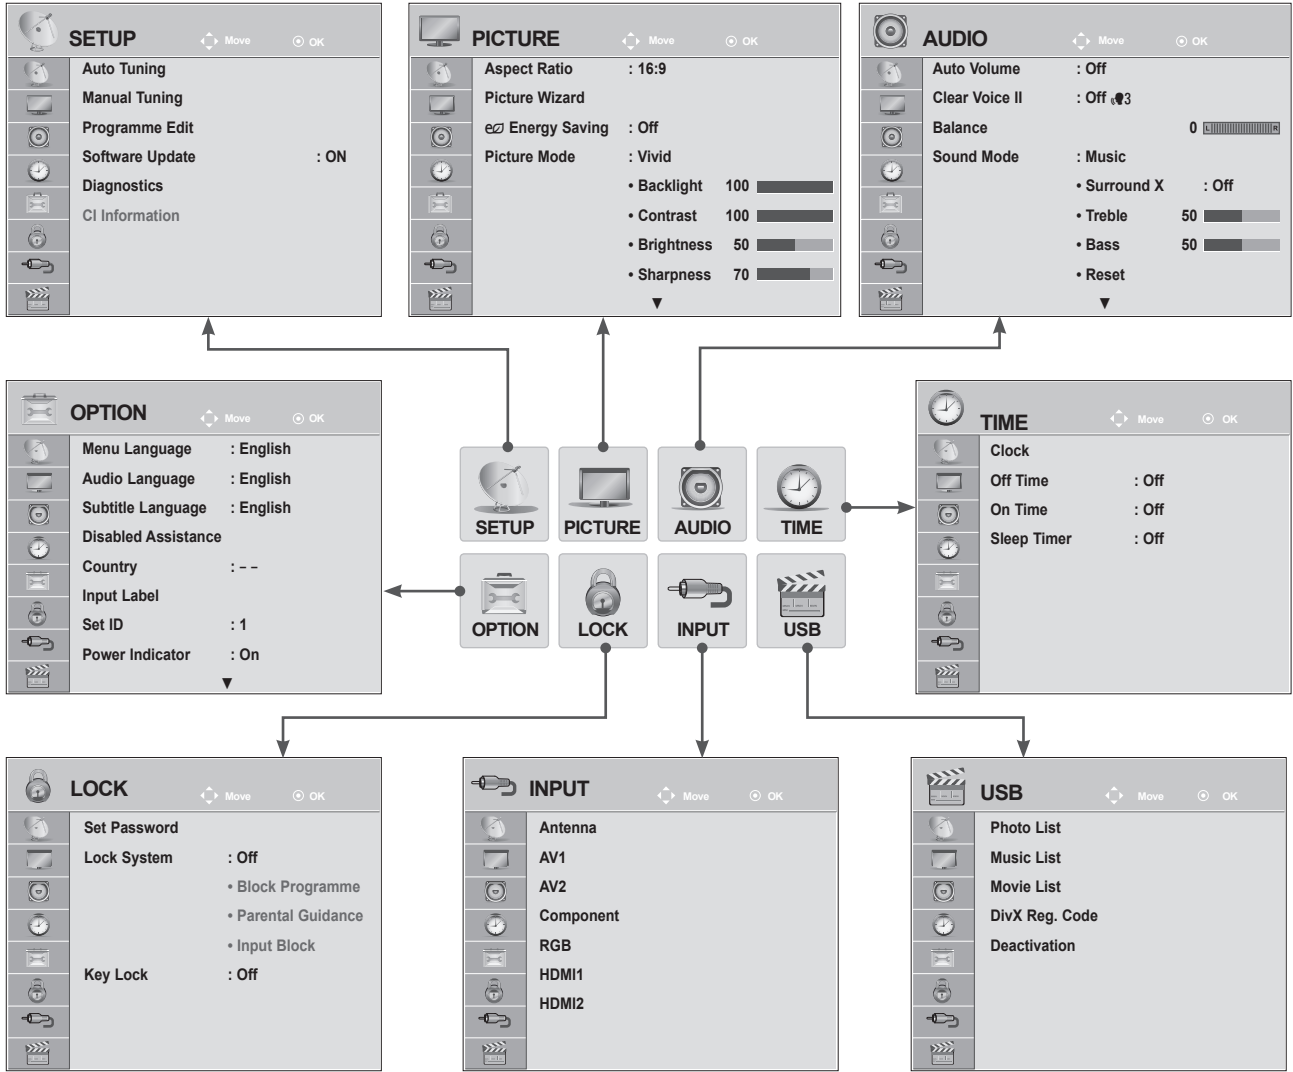 SETUP Move OK
Auto Tuning
Manual Tuning
Programme Edit
Software Update : ON
Diagnostics
CI Information
PICTURE Move OK
Aspect Ratio : 16:9
Picture Wizard
Energy Saving : Off
Picture Mode : Vivid
• Backlight 100
• Contrast 100
• Brightness 50
• Sharpness 70
▼
AUDIO Move OK
Auto Volume : Off
Clear Voice II : Off 3
Balance 0 L R
Sound Mode : Music
• Surround X : Off
• Treble 50
• Bass 50
• Reset
▼
OPTION Move OK
Menu Language : English
Audio Language : English
Subtitle Language : English
Disabled Assistance
Country : – –
Input Label
Set ID : 1
Power Indicator : On
▼
SETUP PICTURE AUDIO TIME
OPTION LOCK INPUT USB
TIME Move OK
Clock
Off Time : Off
On Time : Off
Sleep Timer : Off
LOCK Move OK
Set Password
Lock System : Off
• Block Programme
• Parental Guidance
• Input Block
Key Lock : Off
INPUT Move OK
Antenna
AV1
AV2
Component
RGB
HDMI1
HDMI2
USB Move OK
Photo List
Music List
Movie List
DivX Reg. Code
Deactivation